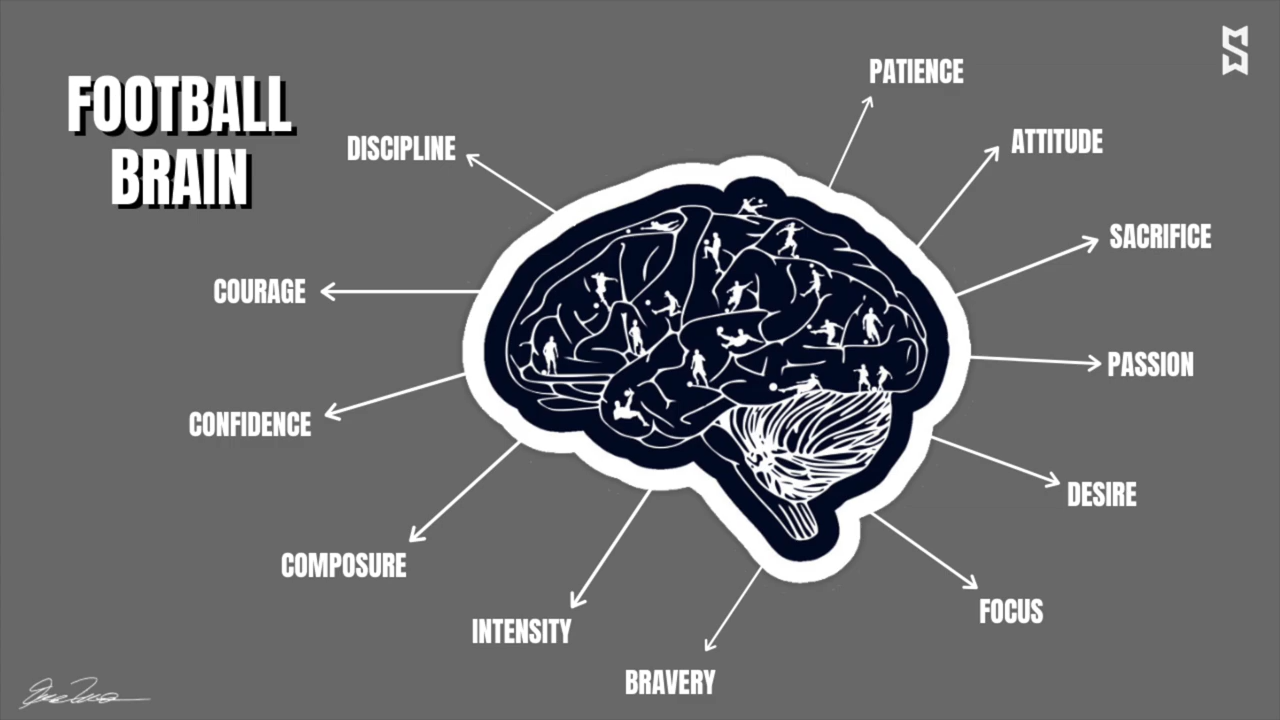 FOOTBALL
BRAIN
PATIENCE
DISCIPLINE
ATTITUDE
SACRIFICE
COURAGE
PASSION
CONFIDENCE
DESIRE
COMPOSURE
FOCUS
INTENSITY
BRAVERY